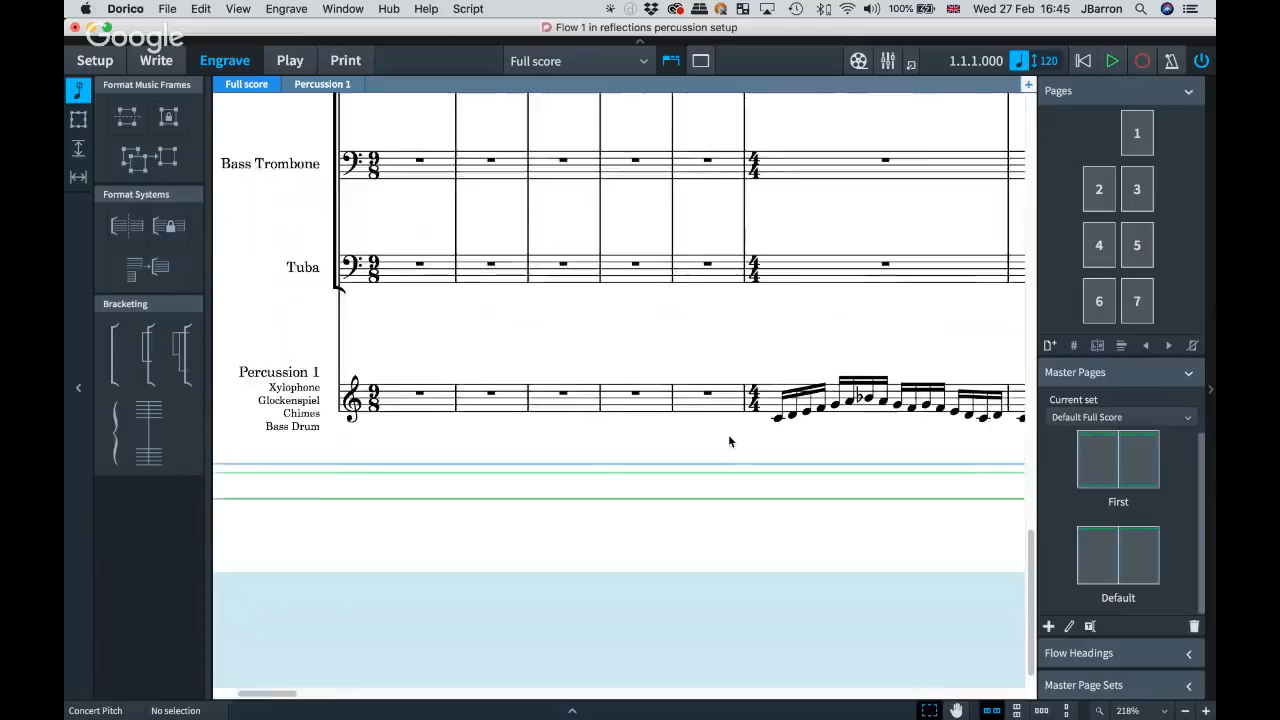 Dorico File Edit View Engrave Window Hub Help Script 100% Wed 27 Feb 16:45 JBarron
Google
Flow 1 in reflections percussion setup
Setup Write Engrave Play Print Full score 1.1.1.000 120
Full score Percussion 1
Format Music Frames
Format Systems
Bracketing
Bass Trombone
Tuba
Percussion 1
Xylophone
Glockenspiel
Chimes
Bass Drum
Pages
1
2 3
4 5
6 7
Master Pages
Current set
Default Full Score
First
Default
Flow Headings
Master Page Sets
Concert Pitch No selection 218%